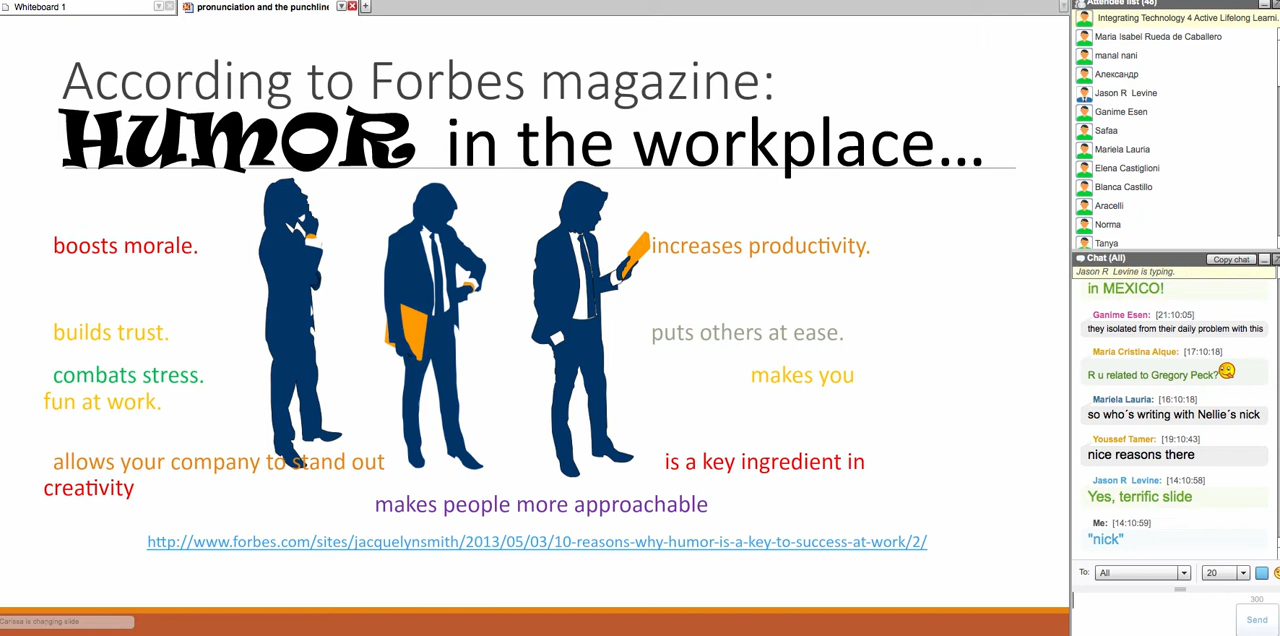 Whiteboard 1
pronunciation and the punchline
According to Forbes magazine:
HUMOR in the workplace...
boosts morale.
increases productivity.
builds trust.
puts others at ease.
combats stress.
makes you
fun at work.
allows your company to stand out
is a key ingredient in
creativity
makes people more approachable
http://www.forbes.com/sites/jacquelynsmith/2013/05/03/10-reasons-why-humor-is-a-key-to-success-at-work/2/
Carissa is changing slide
Attendee list (48)
Integrating Technology 4 Active Lifelong Learni.
Maria Isabel Rueda de Caballero
manal nani
Александр
Jason R Levine
Ganime Esen
Safaa
Mariela Lauria
Elena Castiglioni
Blanca Castillo
Aracelli
Norma
Tanya
Chat (All)
Copy chat
Jason R Levine is typing.
in MEXICO!
Ganime Esen: [21:10:05]
they isolated from their daily problem with this
Maria Cristina Alque: [17:10:18]
R u related to Gregory Peck?
Mariela Lauria: [16:10:18]
so who´s writing with Nellie´s nick
Youssef Tamer: [19:10:43]
nice reasons there
Jason R Levine: [14:10:58]
Yes, terrific slide
Me: [14:10:59]
"nick"
To: All 20
300
Send